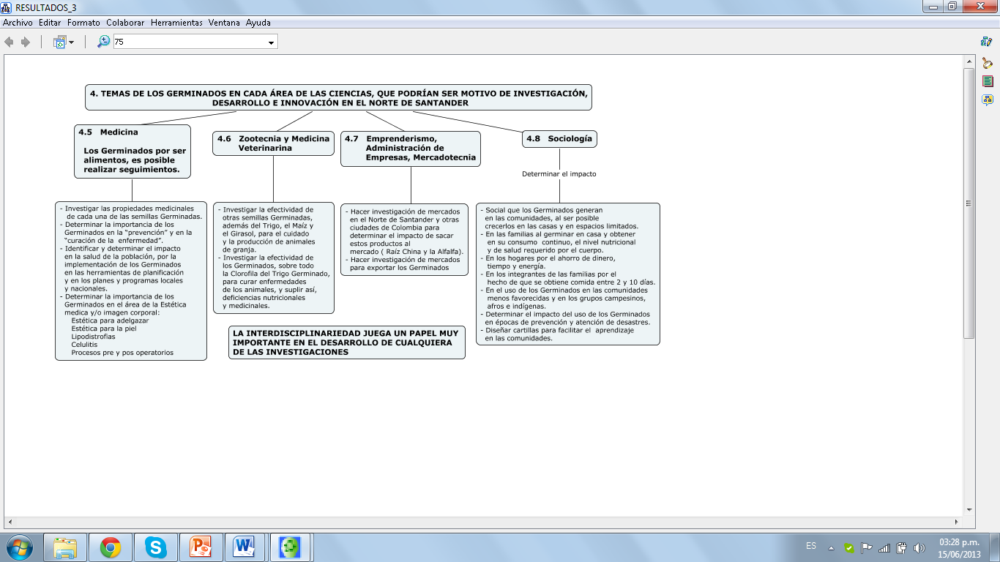 RESULTADOS_3
Archivo Editar Formato Colaborar Herramientas Ventana Ayuda
75
4. TEMAS DE LOS GERMINADOS EN CADA ÁREA DE LAS CIENCIAS, QUE PODRÍAN SER MOTIVO DE INVESTIGACIÓN,
DESARROLLO E INNOVACIÓN EN EL NORTE DE SANTANDER
4.5 Medicina
Los Germinados por ser
alimentos, es posible
realizar seguimientos.
4.6 Zootecnia y Medicina
Veterinarina
4.7 Emprenderismo,
Administración de
Empresas, Mercadotecnia
4.8 Sociología
Determinar el impacto
- Investigar las propiedades medicinales
de cada una de las semillas Germinadas.
- Determinar la importancia de los
Germinados en la “prevención” y en la
“curación de la enfermedad”.
- Identificar y determinar el impacto
en la salud de la población, por la
implementación de los Germinados
en las herramientas de planificación
y en los planes y programas locales
y nacionales.
- Determinar la importancia de los
Germinados en el área de la Estética
medica y/o imagen corporal:
Estética para adelgazar
Estética para la piel
Lipodistrofias
Celulitis
Procesos pre y pos operatorios
- Investigar la efectividad de
otras semillas Germinadas,
además del Trigo, el Maíz y
el Girasol, para el cuidado
y la producción de animales
de granja.
- Investigar la efectividad de
los Germinados, sobre todo
la Clorofila del Trigo Germinado,
para curar enfermedades
de los animales, y suplir así,
deficiencias nutricionales
y medicinales.
- Hacer investigación de mercados
en el Norte de Santander y otras
ciudades de Colombia para
determinar el impacto de sacar
estos productos al
mercado ( Raíz China y la Alfalfa).
- Hacer investigación de mercados
para exportar los Germinados
- Social que los Germinados generan
en las comunidades, al ser posible
crecerlos en las casas y en espacios limitados.
- En las familias al germinar en casa y obtener
en su consumo continuo, el nivel nutricional
y de salud requerido por el cuerpo.
- En los hogares por el ahorro de dinero,
tiempo y energía.
- En los integrantes de las familias por el
hecho de que se obtiene comida entre 2 y 10 días.
- En el uso de los Germinados en las comunidades
menos favorecidas y en los grupos campesinos,
afros e indígenas.
- Determinar el impacto del uso de los Germinados
en épocas de prevención y atención de desastres.
- Diseñar cartillas para facilitar el aprendizaje
en las comunidades.
LA INTERDISCIPLINARIEDAD JUEGA UN PAPEL MUY
IMPORTANTE EN EL DESARROLLO DE CUALQUIERA
DE LAS INVESTIGACIONES
ES
03:28 p.m.
15/06/2013